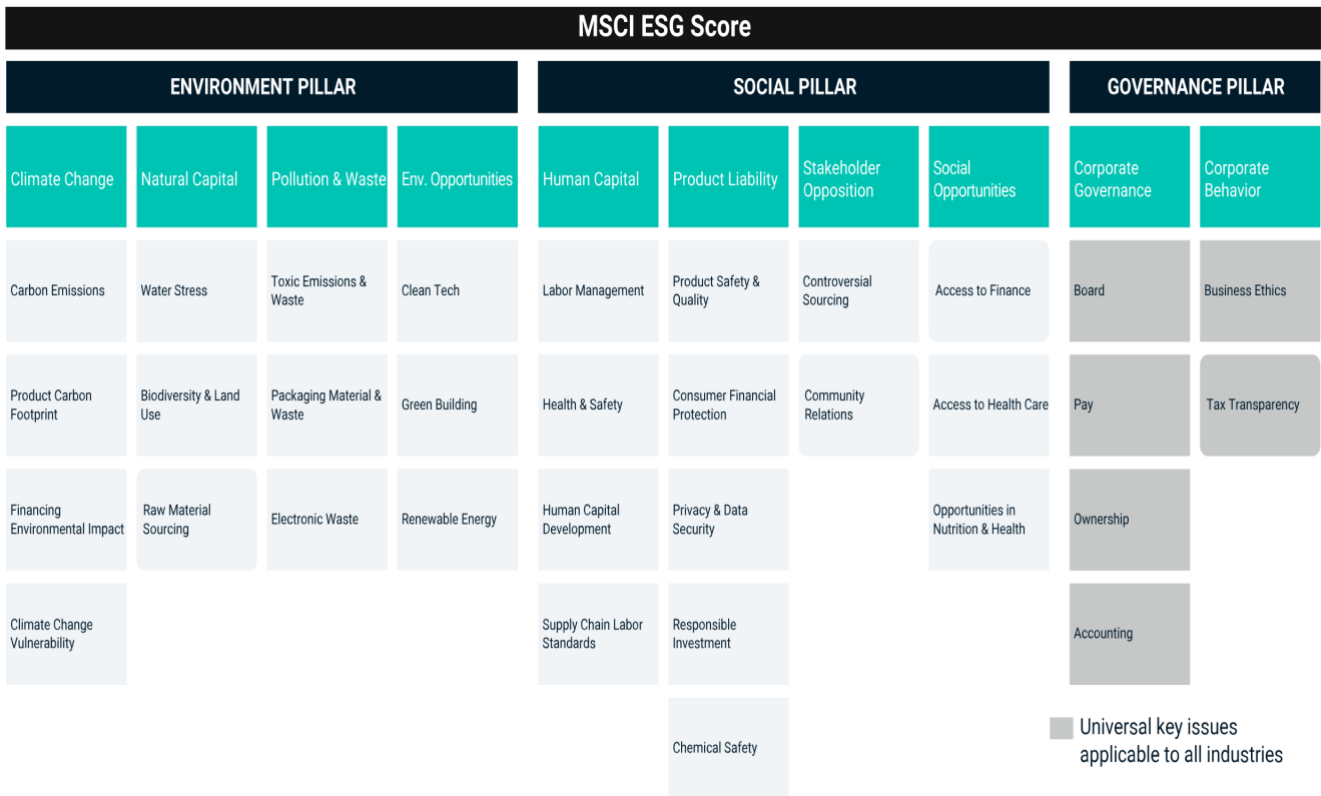 MSCI ESG Score
ENVIRONMENT PILLAR
SOCIAL PILLAR
GOVERNANCE PILLAR
Climate Change
Natural Capital
Pollution & Waste
Env. Opportunities
Human Capital
Product Liability
Stakeholder
Opposition
Social
Opportunities
Corporate
Governance
Corporate
Behavior
Carbon Emissions
Water Stress
Toxic Emissions &
Waste
Clean Tech
Labor Management
Product Safety &
Quality
Controversial
Sourcing
Access to Finance
Board
Business Ethics
Product Carbon
Footprint
Biodiversity & Land
Use
Packaging Material &
Waste
Green Building
Health & Safety
Consumer Financial
Protection
Community
Relations
Access to Health Care
Pay
Tax Transparency
Financing
Environmental Impact
Raw Material
Sourcing
Electronic Waste
Renewable Energy
Human Capital
Development
Privacy & Data
Security
Opportunities in
Nutrition & Health
Ownership
Climate Change
Vulnerability
Supply Chain Labor
Standards
Responsible
Investment
Accounting
Chemical Safety
Universal key issues
applicable to all industries